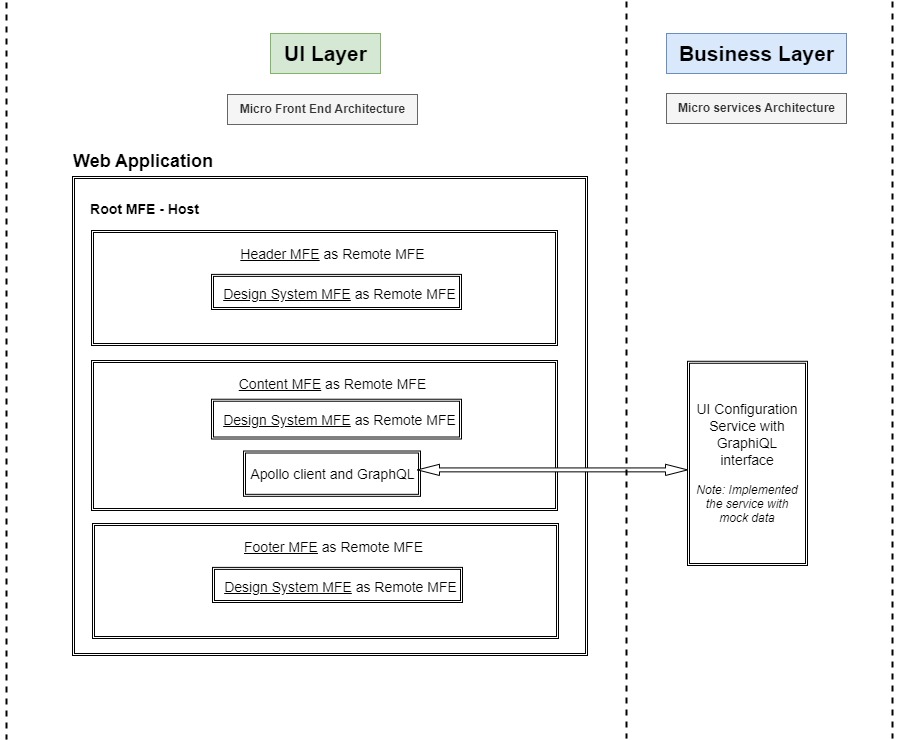 UI Layer
Business Layer
Micro Front End Architecture
Micro services Architecture
Web Application
Root MFE - Host
Header MFE as Remote MFE
Design System MFE as Remote MFE
Content MFE as Remote MFE
Design System MFE as Remote MFE
Apollo client and GraphQL
Footer MFE as Remote MFE
Design System MFE as Remote MFE
UI Configuration
Service with
GraphiQL
interface
Note: Implemented
the service with
mock data